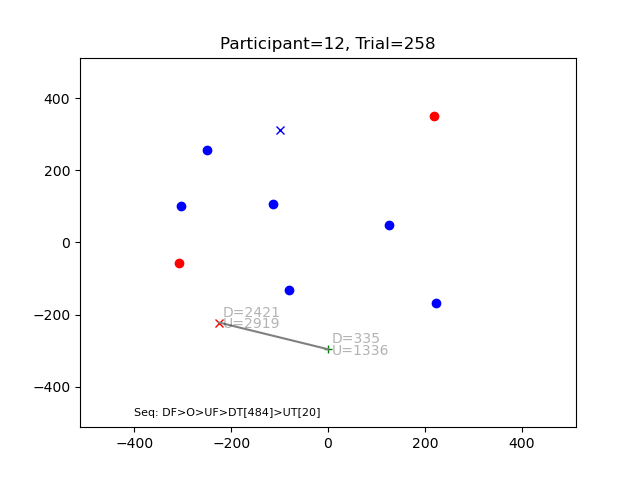 Participant=12, Trial=258
400
200
0
−200
−400
D=2421
U=2919
D=335
U=1336
Seq: DF>O>UF>DT[484]>UT[20]
−400
−200
0
200
400